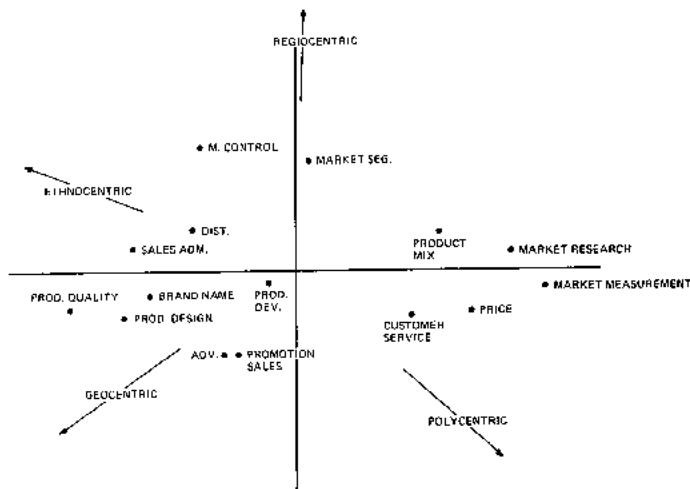 REGIOCENTRIC
M. CONTROL
MARKET SEG.
ETHNOCENTRIC
DIST.
SALES ADM.
PRODUCT
MIX
MARKET RESEARCH
MARKET MEASUREMENT
PROD. QUALITY
BRAND NAME
PROD.
DEV.
PROD. DESIGN
PRICE
CUSTOMER
SERVICE
ADV.
PROMOTION
SALES
GEOCENTRIC
POLYCENTRIC